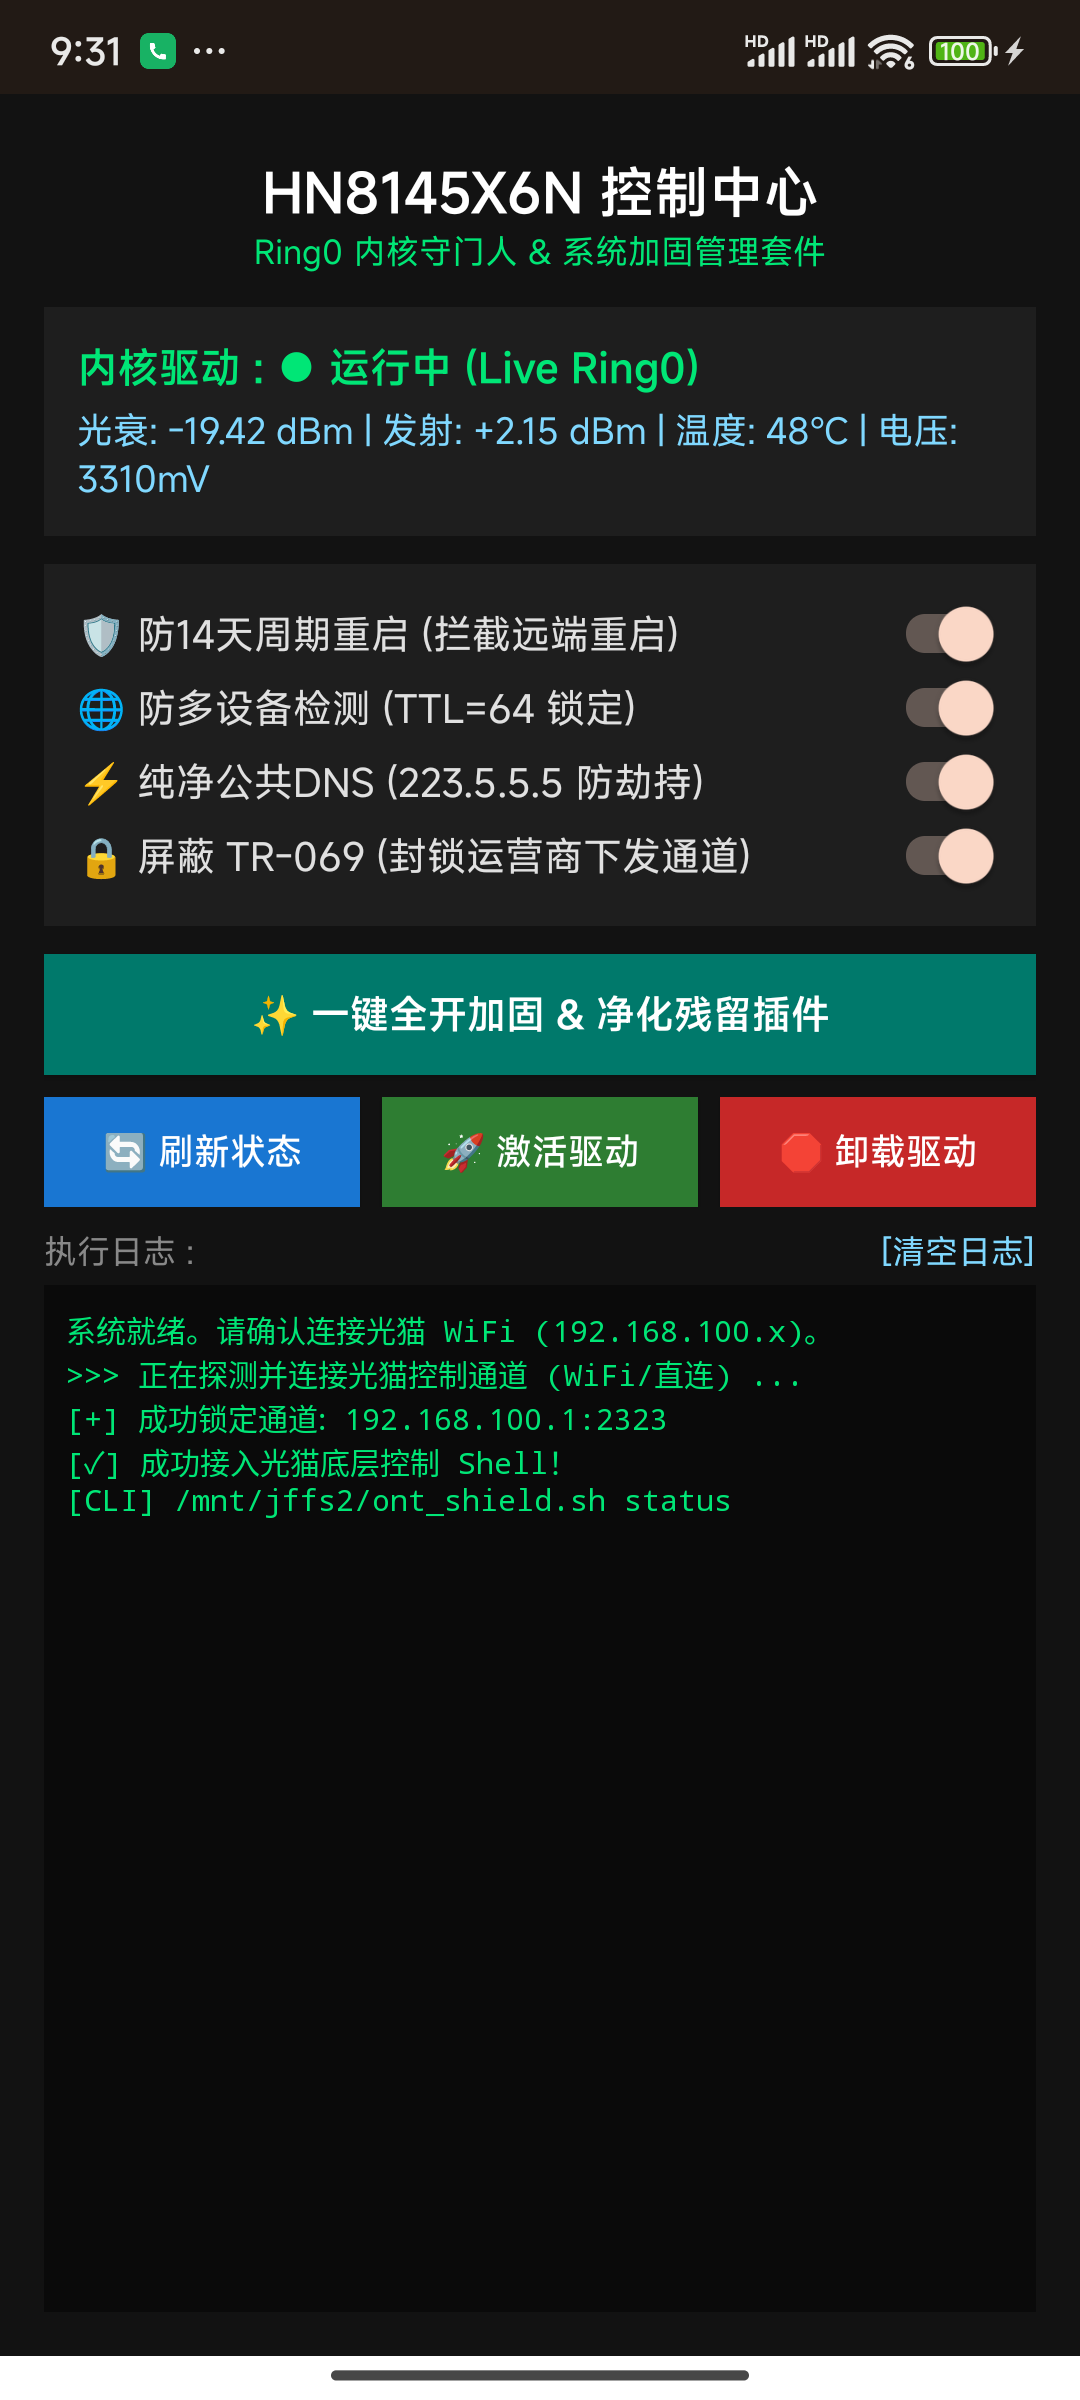 9:31
HD HD 6 100
HN8145X6N 控制中心
Ring0 内核守门人 & 系统加固管理套件
内核驱动 : ● 运行中 (Live Ring0)
光衰: -19.42 dBm | 发射: +2.15 dBm | 温度: 48°C | 电压:
3310mV
🛡️ 防14天周期重启 (拦截远端重启)
🌐 防多设备检测 (TTL=64 锁定)
⚡ 纯净公共DNS (223.5.5.5 防劫持)
🔒 屏蔽 TR-069 (封锁运营商下发通道)
✨ 一键全开加固 & 净化残留插件
🔄 刷新状态
🚀 激活驱动
🛑 卸载驱动
执行日志 :
[清空日志]
系统就绪。请确认连接光猫 WiFi (192.168.100.x)。
>>> 正在探测并连接光猫控制通道 (WiFi/直连) ...
[+] 成功锁定通道: 192.168.100.1:2323
[✓] 成功接入光猫底层控制 Shell!
[CLI] /mnt/jffs2/ont_shield.sh status